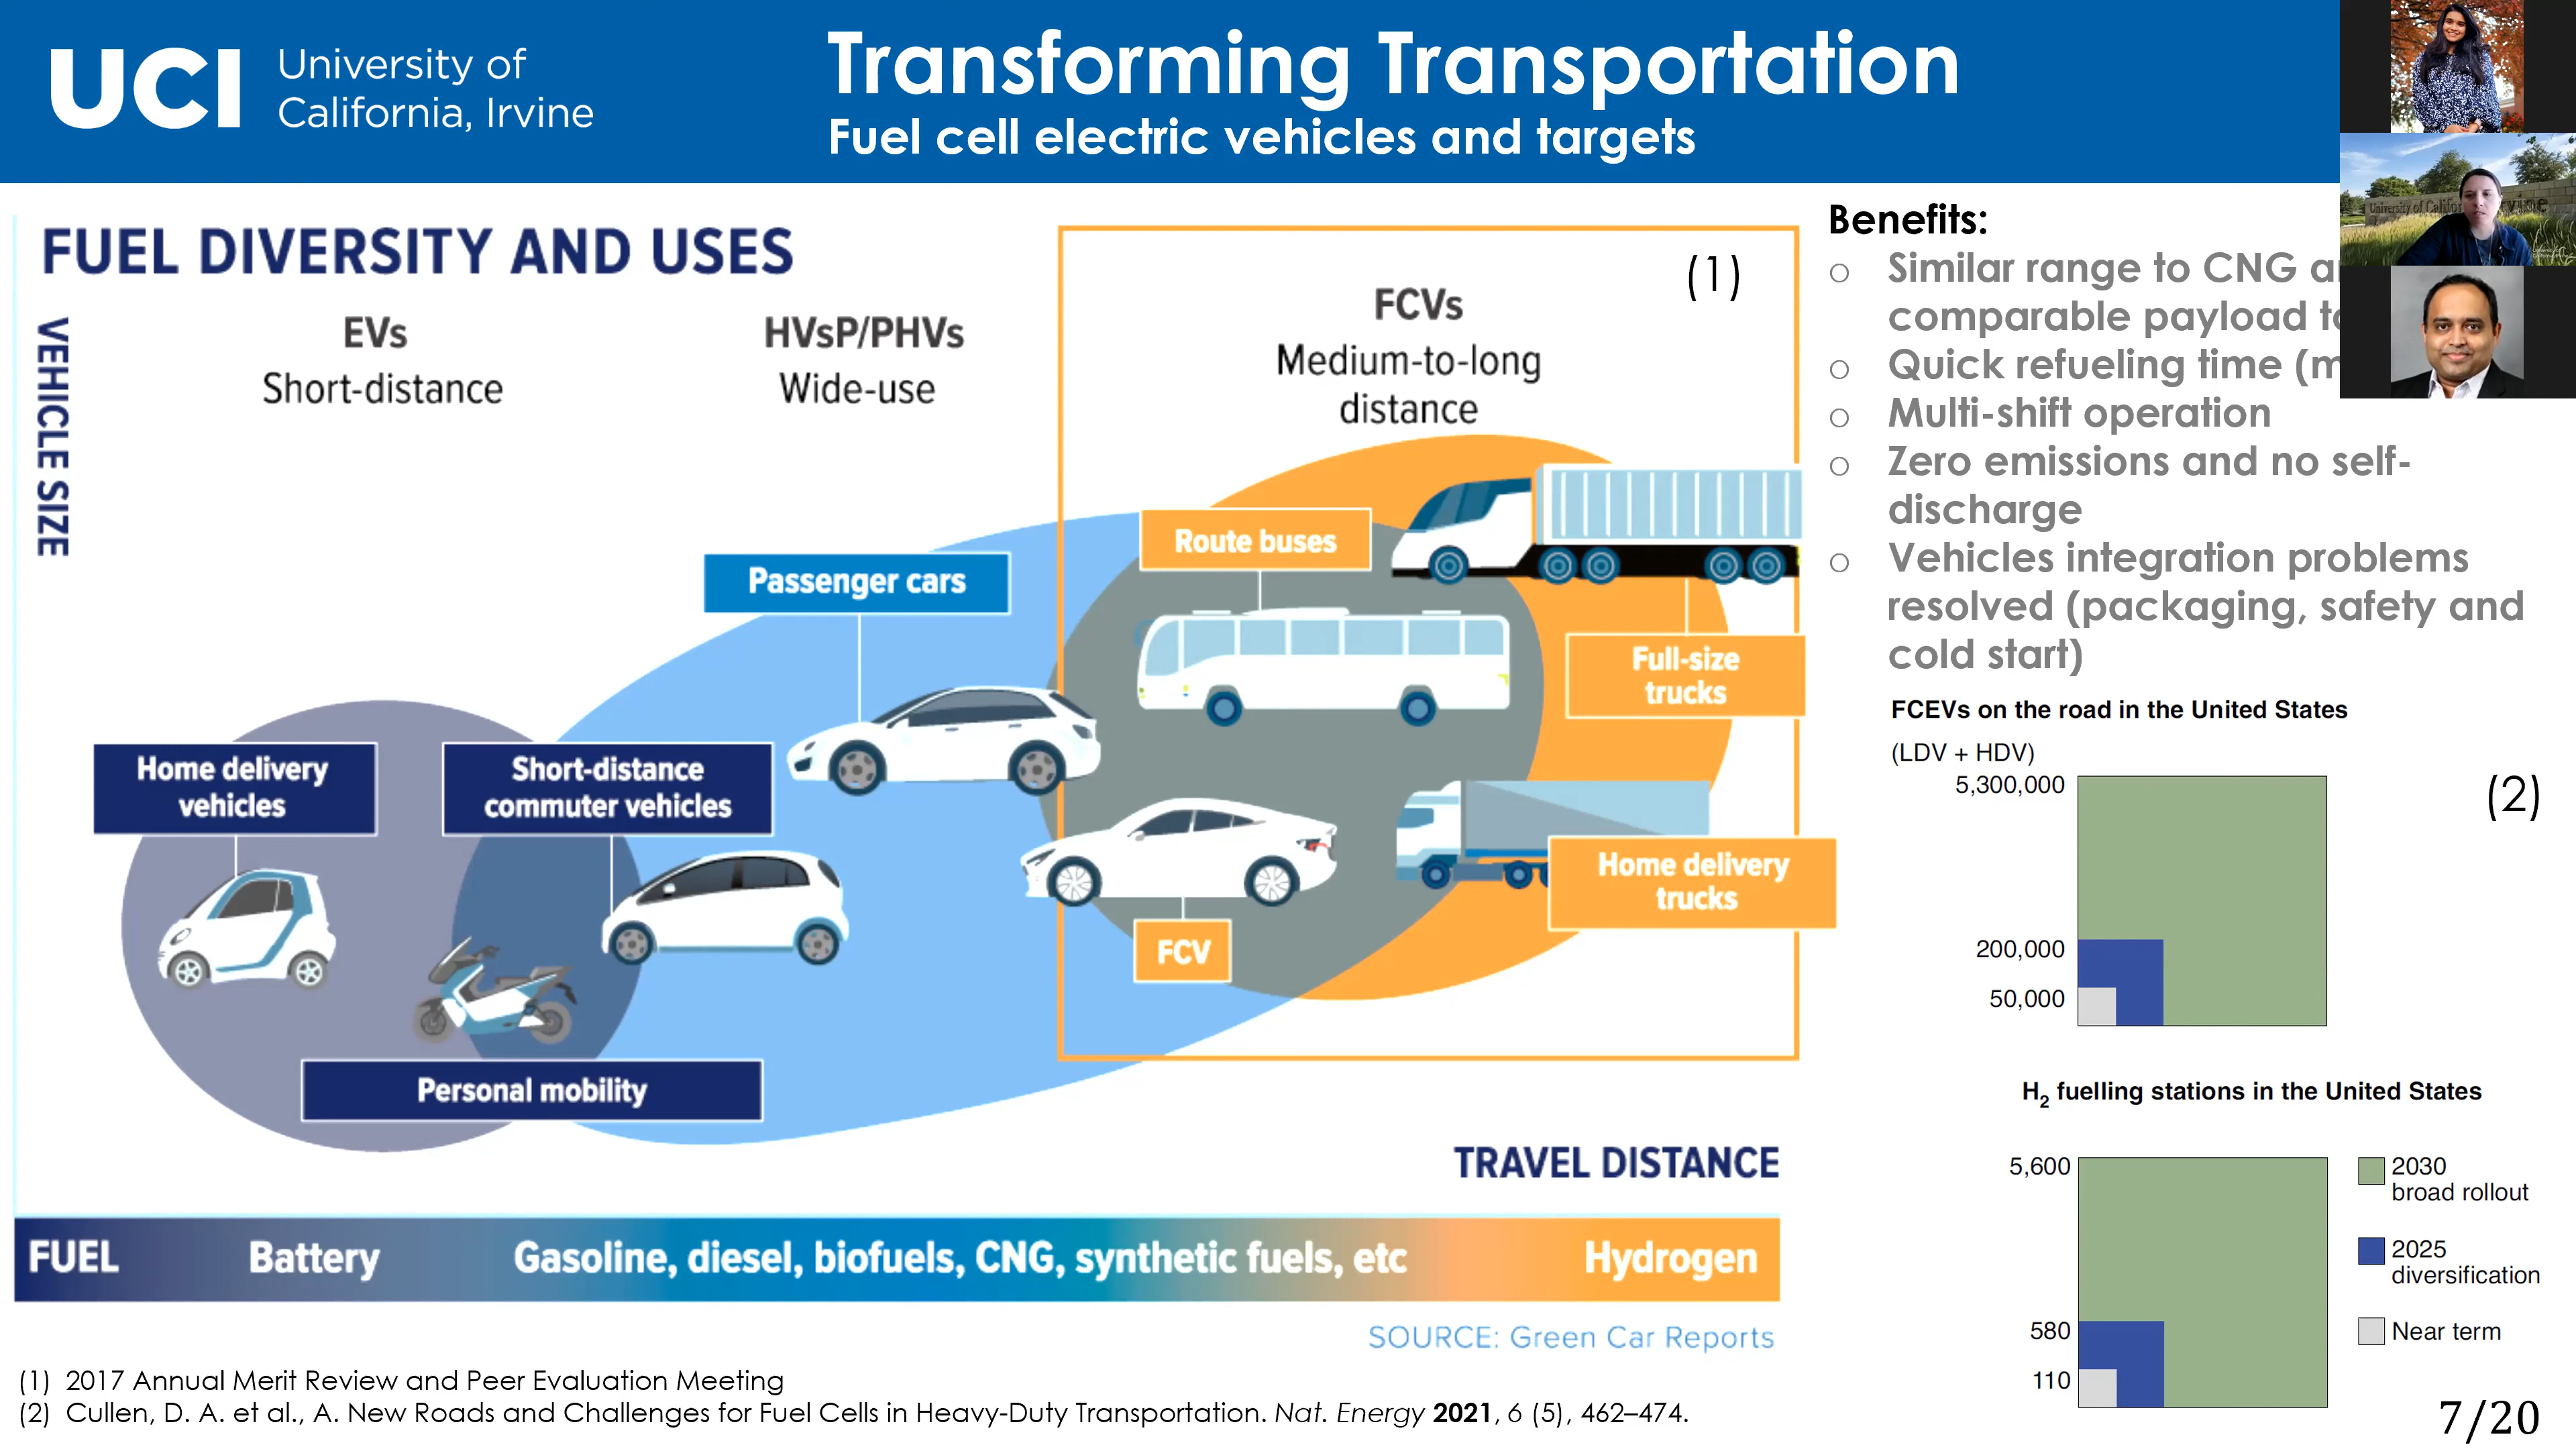 UCI University of
California, Irvine
Transforming Transportation
Fuel cell electric vehicles and targets
FUEL DIVERSITY AND USES
VEHICLE SIZE
EVs
Short-distance
HVsP/PHVs
Wide-use
FCVs
Medium-to-long
distance
(1)
Route buses
Passenger cars
Full-size
trucks
Home delivery
vehicles
Short-distance
commuter vehicles
Home delivery
trucks
FCV
Personal mobility
TRAVEL DISTANCE
FUEL Battery Gasoline, diesel, biofuels, CNG, synthetic fuels, etc Hydrogen
SOURCE: Green Car Reports
Benefits:
Similar range to CNG
comparable payload
Quick refueling time
Multi-shift operation
Zero emissions and no self-
discharge
Vehicles integration problems
resolved (packaging, safety and
cold start)
FCEVs on the road in the United States
(LDV + HDV)
5,300,000
200,000
50,000
(2)
H2 fuelling stations in the United States
5,600
580
110
2030
broad rollout
2025
diversification
Near term
(1) 2017 Annual Merit Review and Peer Evaluation Meeting
(2) Cullen, D. A. et al., A. New Roads and Challenges for Fuel Cells in Heavy-Duty Transportation. Nat. Energy 2021, 6 (5), 462–474.
7/20